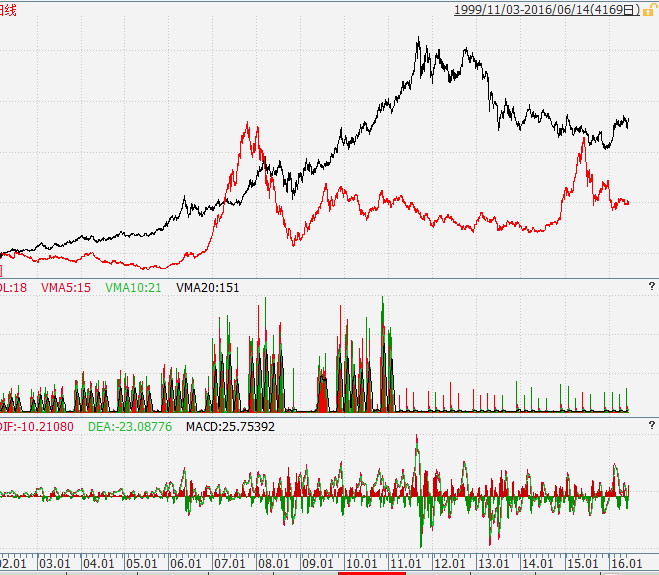 日线
1999/11/03-2016/06/14(4169日)
OL:18 VMA5:15 VMA10:21 VMA20:151 ?
DIF:-10.21080 DEA:-23.08776 MACD:25.75392 ?
02.01 03.01 04.01 05.01 06.01 07.01 08.01 09.01 10.01 11.01 12.01 13.01 14.01 15.01 16.01